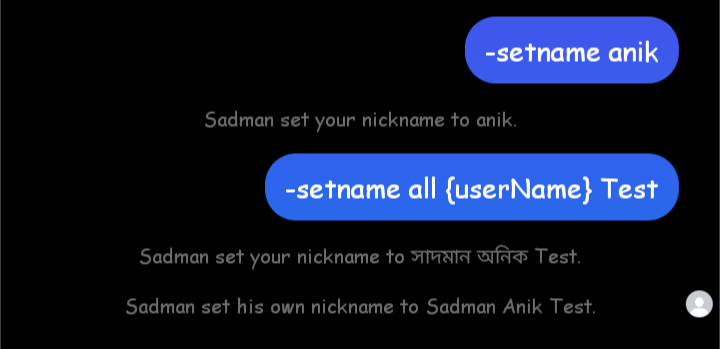 -setname anik
Sadman set your nickname to anik.
-setname all {userName} Test
Sadman set your nickname to সাদমান অনিক Test.
Sadman set his own nickname to Sadman Anik Test.